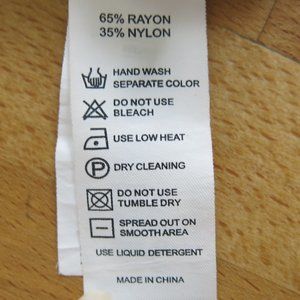 65% RAYON
35% NYLON
HAND WASH
SEPARATE COLOR
DO NOT USE
BLEACH
USE LOW HEAT
P DRY CLEANING
DO NOT USE
TUMBLE DRY
SPREAD OUT ON
SMOOTH AREA
USE LIQUID DETERGENT
MADE IN CHINA